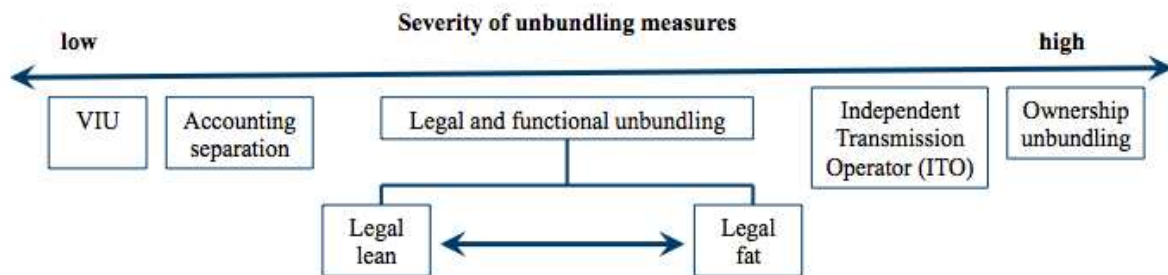 Severity of unbundling measures
low
high
VIU
Accounting
separation
Legal and functional unbundling
Independent
Transmission
Operator (ITO)
Ownership
unbundling
Legal
lean
Legal
fat